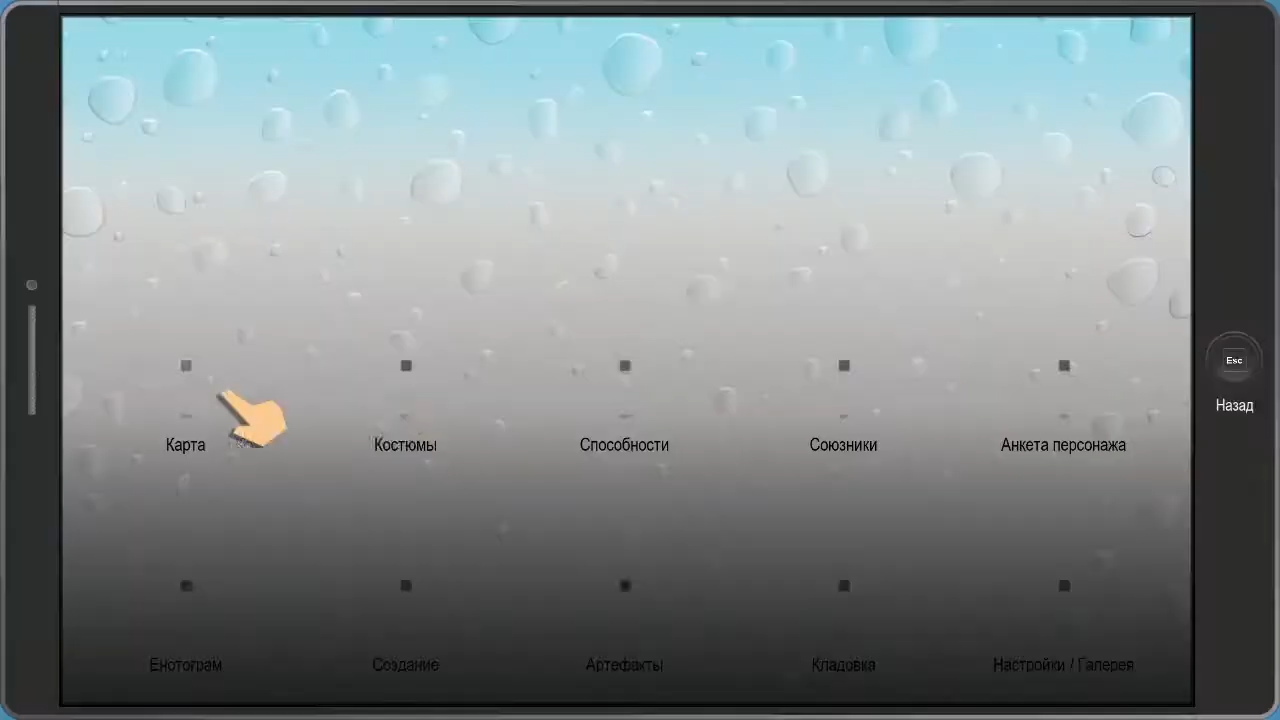 Esc
Назад
Карта
Костюмы
Способности
Союзники
Анкета персонажа
Енотограм
Создание
Артефакты
Кладовка
Настройки / Галерея